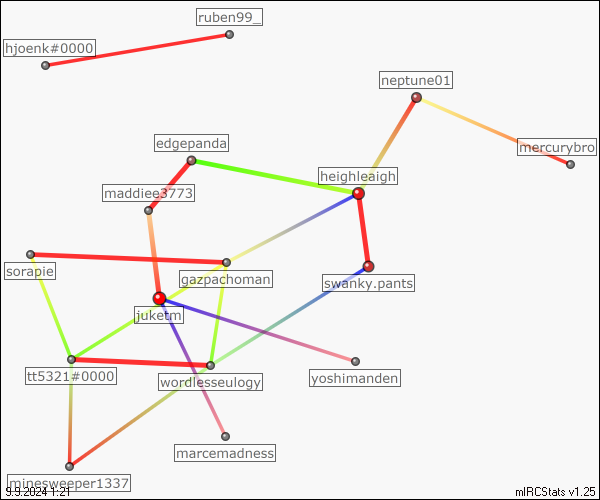 ruben99_
hjoenk#0000
neptune01
edgepanda
mercurybro
heighleaigh
maddiee3773
sorapie
gazpachoman
swanky.pants
juketm
tt5321#0000
wordlesseulogy
yoshimanden
marcemadness
minesweeper1337
9.9.2024 1:21
mIRCStats v1.25